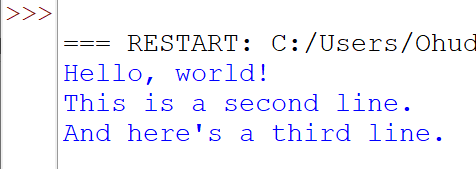 >>>
=== RESTART: C:/Users/Ohud
Hello, world!
This is a second line.
And here's a third line.